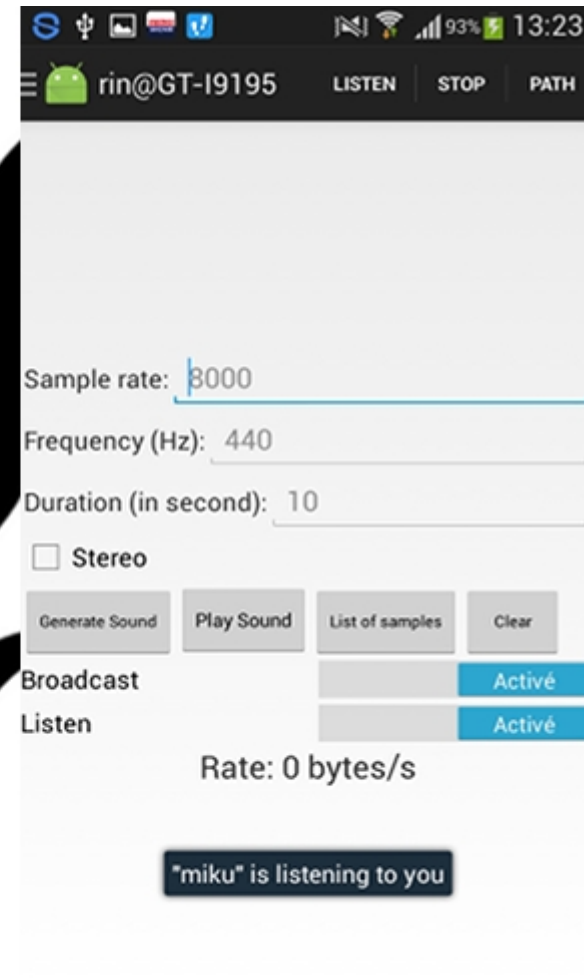 93% 13:23
rin@GT-I9195 LISTEN STOP PATH
Sample rate: 8000
Frequency (Hz): 440
Duration (in second): 10
Stereo
Generate Sound Play Sound List of samples Clear
Broadcast Activé
Listen Activé
Rate: 0 bytes/s
"miku" is listening to you